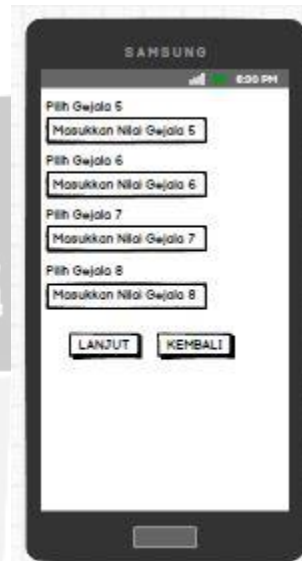 SAMSUNG
6:30 PM
Pilih Gejala 5
Masukkan Nilai Gejala 5
Pilih Gejala 6
Masukkan Nilai Gejala 6
Pilih Gejala 7
Masukkan Nilai Gejala 7
Pilih Gejala 8
Masukkan Nilai Gejala 8
LANJUT KEMBALI